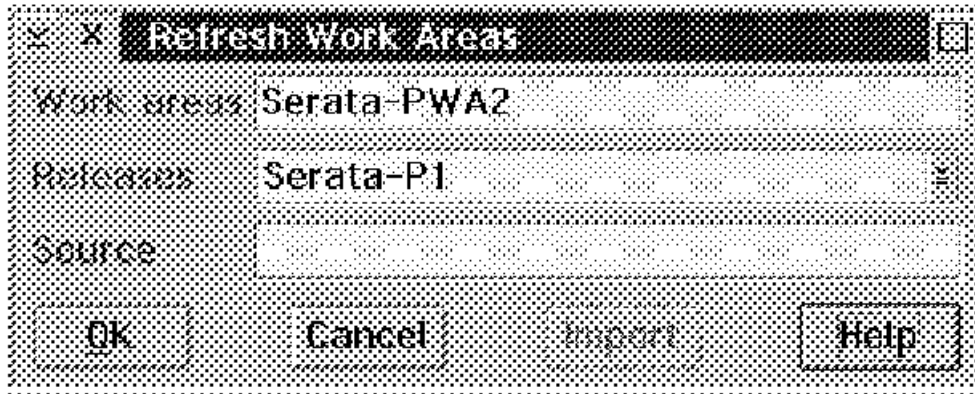 Refresh Work Areas
Work areas Serata-PWA2
Releases Serata-P1
Source
OK Cancel Import Help